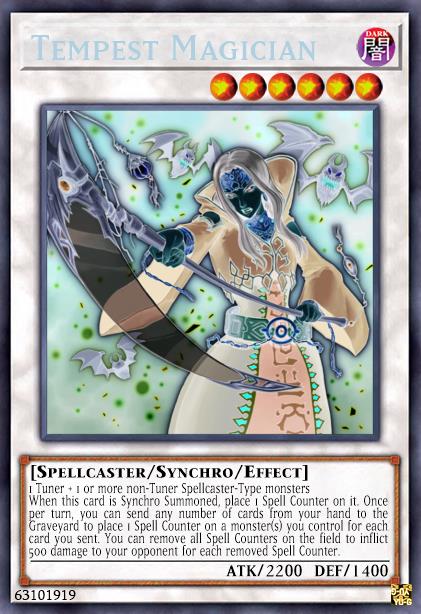 TEMPEST MAGICIAN
DARK
闇
[SPELLCASTER/SYNCHRO/EFFECT]
1 Tuner + 1 or more non-Tuner Spellcaster-Type monsters
When this card is Synchro Summoned, place 1 Spell Counter on it. Once
per turn, you can send any number of cards from your hand to the
Graveyard to place 1 Spell Counter on a monster(s) you control for each
card you sent. You can remove all Spell Counters on the field to inflict
500 damage to your opponent for each removed Spell Counter.
ATK/2200 DEF/1400
63101919